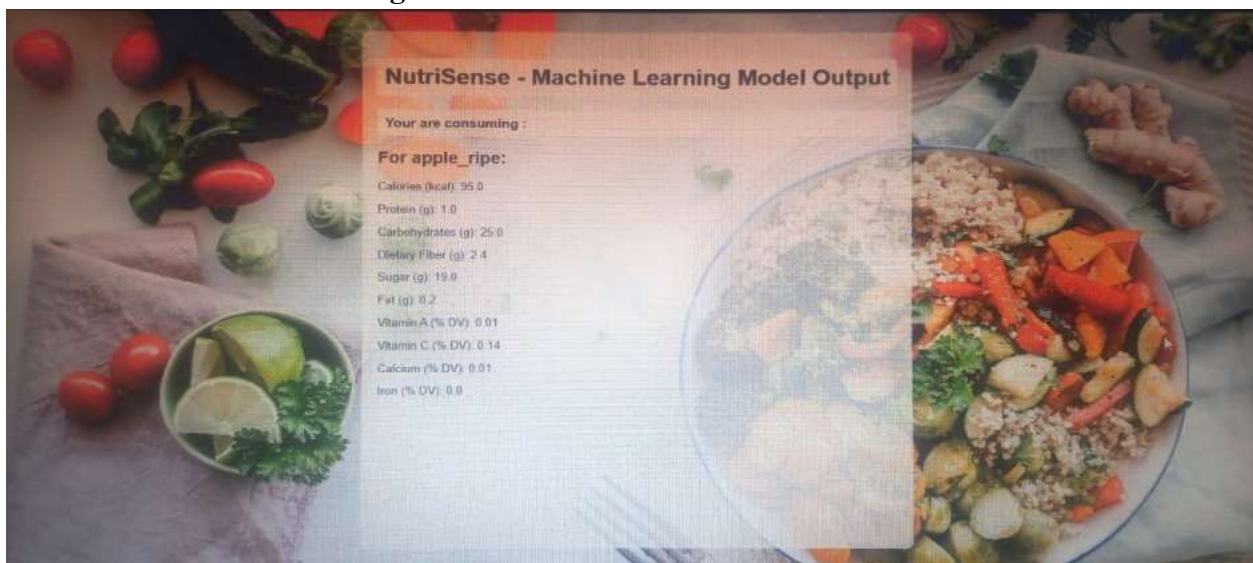 NutriSense - Machine Learning Model Output
Your are consuming :
For apple_ripe:
Calories (kcal): 95.0
Protein (g): 1.0
Carbohydrates (g): 25.0
Dietary Fiber (g): 2.4
Sugar (g): 19.0
Fat (g): 0.2
Vitamin A (% DV): 0.01
Vitamin C (% DV): 0.14
Calcium (% DV): 0.01
Iron (% DV): 0.0